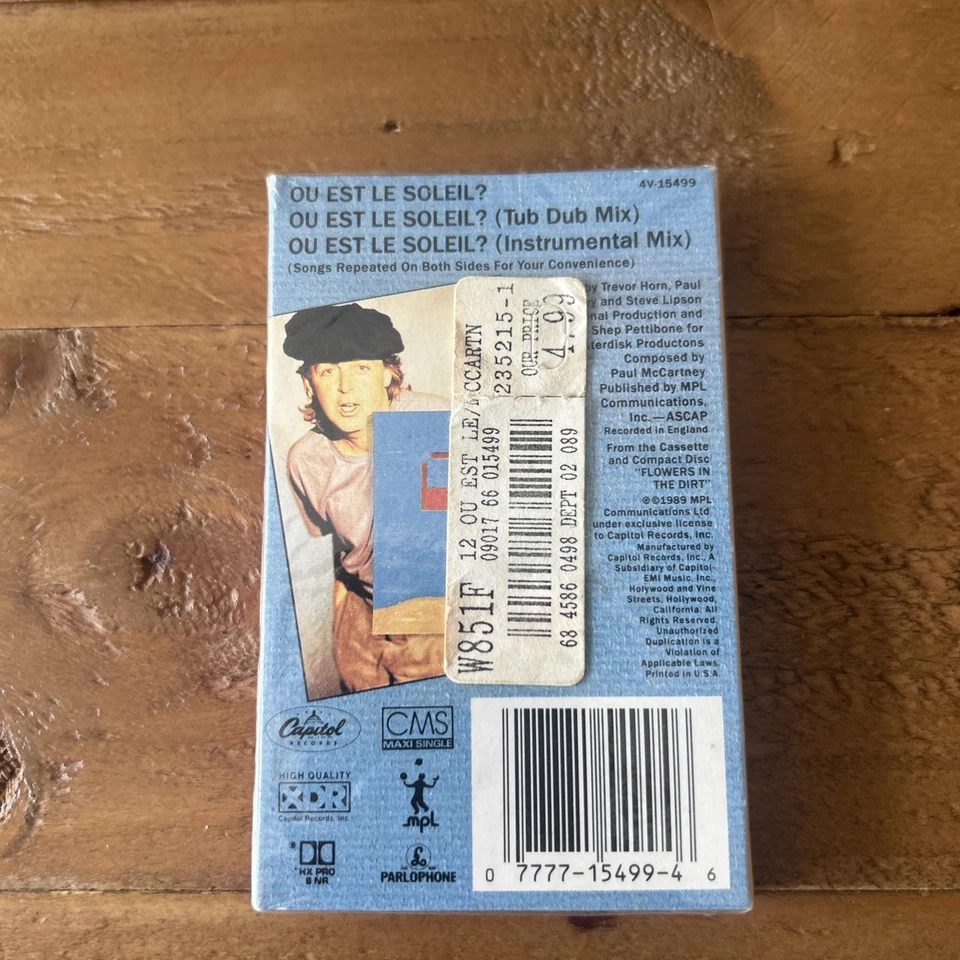 OU EST LE SOLEIL?
4V-15499
OU EST LE SOLEIL? (Tub Dub Mix)
OU EST LE SOLEIL? (Instrumental Mix)
(Songs Repeated On Both Sides For Your Convenience)
by Trevor Horn, Paul
and Steve Lipson
Production and
Shep Pettibone for
Productons
Composed by
Paul McCartney
Published by MPL
Communications,
Inc.—ASCAP
Recorded in England
From the Cassette
and Compact Disc
"FLOWERS IN
THE DIRT"
℗©1989 MPL
Communications Ltd
under exclusive license
to Capitol Records, Inc.
Manufactured by
Capitol Records, Inc., A
Subsidiary of Capitol-
EMI Music, Inc.,
Hollywood and Vine
Streets, Hollywood,
California. All
Rights Reserved.
Unauthorized
Duplication is a
Violation of
Applicable Laws.
Printed in U.S.A.
W851F
12 OU EST LE/MCCARTN
09017 66 015499
235215-1
OUR PRICE
4.99
68 4586 0498 DEPT 02 089
Capitol
RECORDS
CMS
MAXI SINGLE
HIGH QUALITY
XDR
Capitol Records, Inc.
mpl
HX PRO
B NR
PARLOPHONE
0 7777-15499-4 6